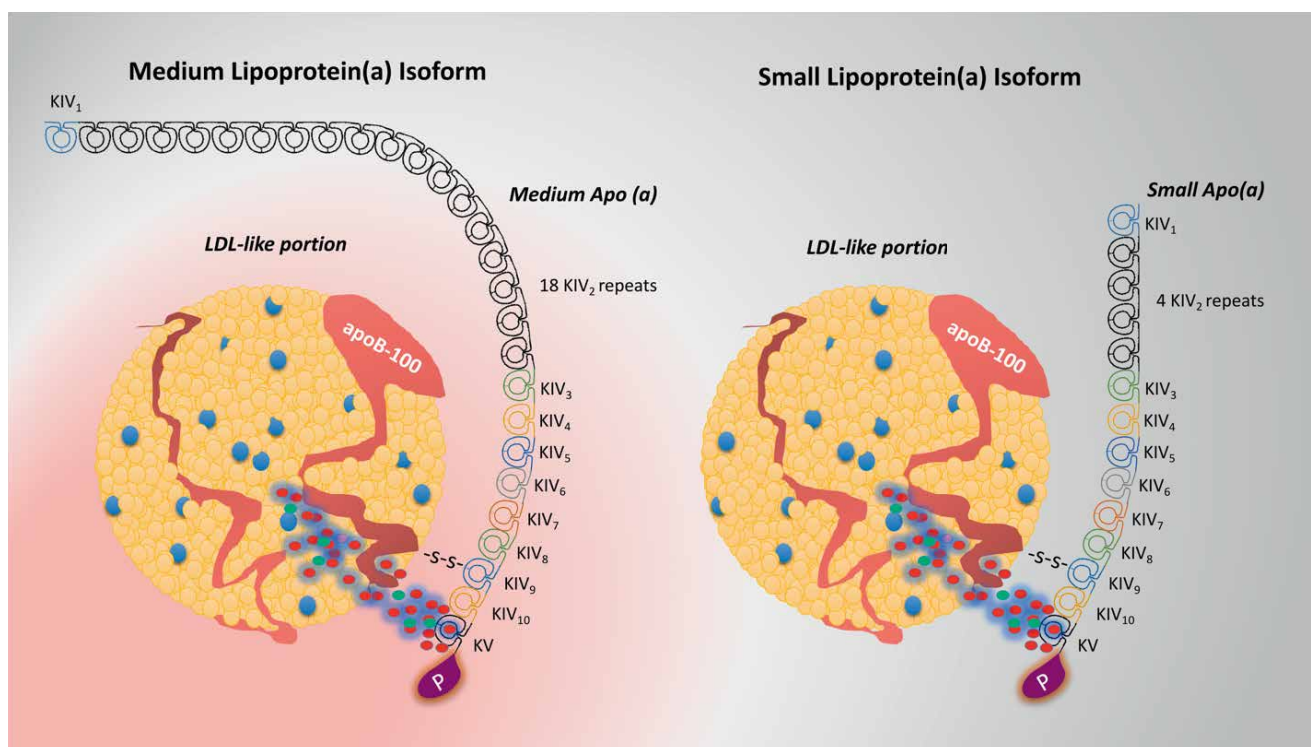 Medium Lipoprotein(a) Isoform
KIV₁
Medium Apo (a)
LDL-like portion
18 KIV₂ repeats
apoB-100
KIV₃
KIV₄
KIV₅
KIV₆
KIV₇
KIV₈
-S-S-
KIV₉
KIV₁₀
KV
P
Small Lipoprotein(a) Isoform
Small Apo(a)
KIV₁
LDL-like portion
4 KIV₂ repeats
apoB-100
KIV₃
KIV₄
KIV₅
KIV₆
KIV₇
KIV₈
-S-S-
KIV₉
KIV₁₀
KV
P